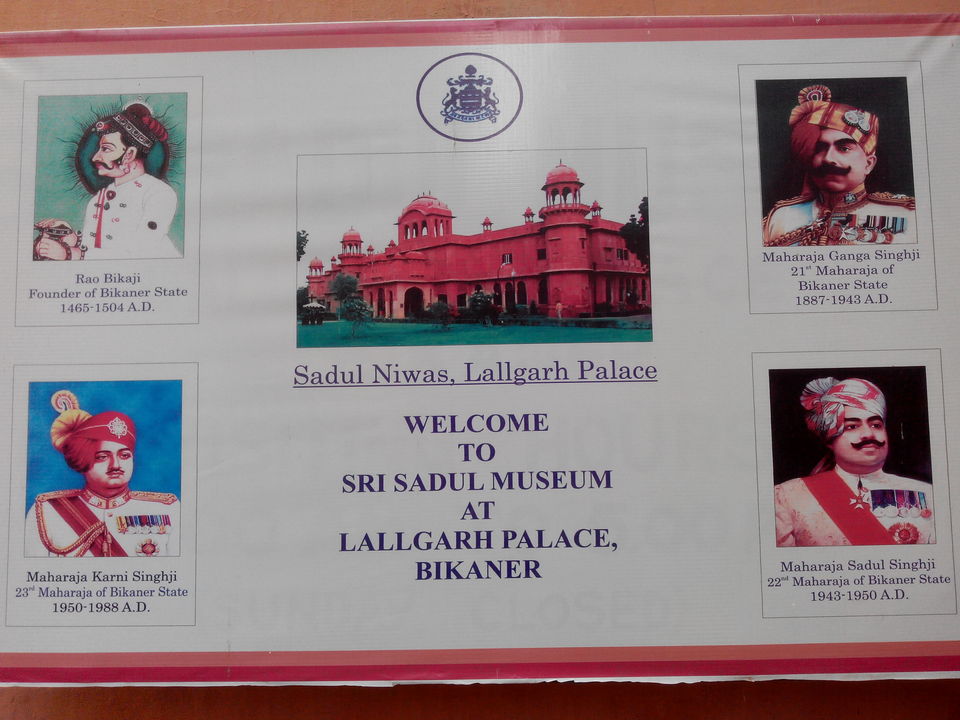 Rao Bikaji
Founder of Bikaner State
1465-1504 A.D.
Maharaja Ganga Singhji
21st Maharaja of
Bikaner State
1887-1943 A.D.
Sadul Niwas, Lallgarh Palace
WELCOME
TO
SRI SADUL MUSEUM
AT
LALLGARH PALACE,
BIKANER
Maharaja Karni Singhji
23rd Maharaja of Bikaner State
1950-1988 A.D.
Maharaja Sadul Singhji
22nd Maharaja of Bikaner State
1943-1950 A.D.